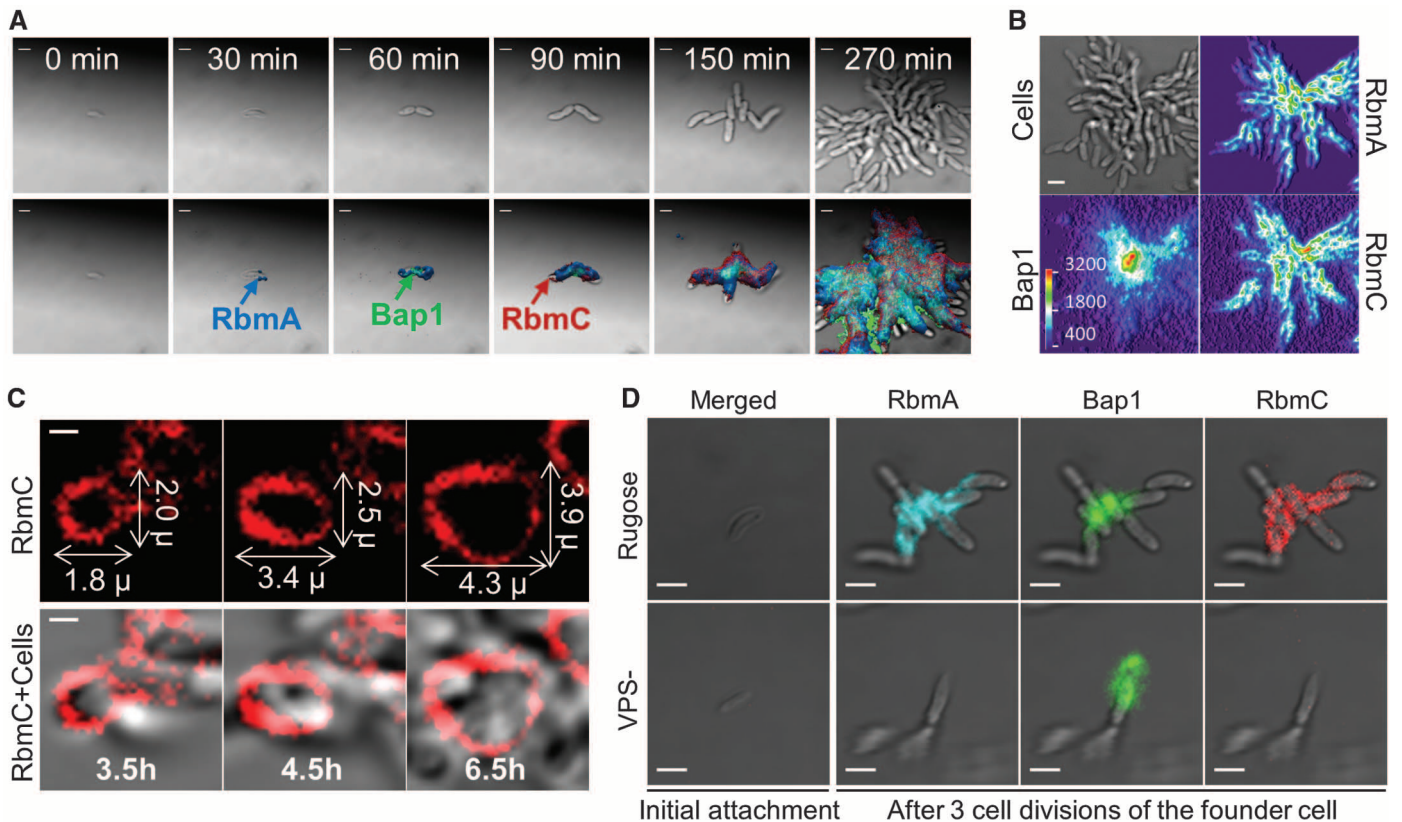 A
0 min 30 min 60 min 90 min 150 min 270 min
RbmA
Bap1
RbmC
B
Cells
RbmA
Bap1
3200
1800
400
RbmC
C
RbmC
2.0 μ
1.8 μ
2.5 μ
3.4 μ
3.9 μ
4.3 μ
RbmC+Cells
3.5h 4.5h 6.5h
D
Merged RbmA Bap1 RbmC
Rugose
VPS-
Initial attachment After 3 cell divisions of the founder cell